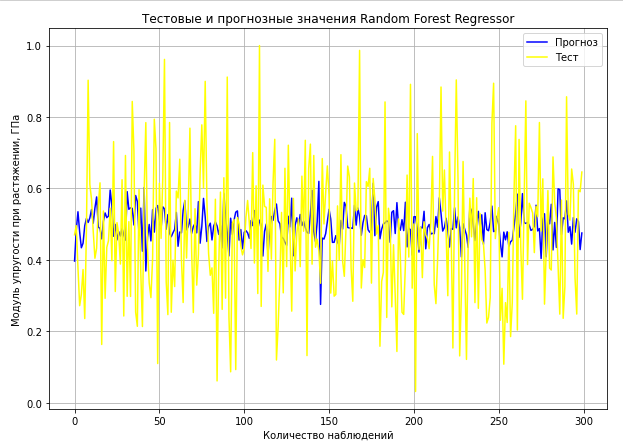 Тестовые и прогнозные значения Random Forest Regressor
Прогноз
Тест
Модуль упругости при растяжении, ГПа
1.0
0.8
0.6
0.4
0.2
0.0
0 50 100 150 200 250 300
Количество наблюдений